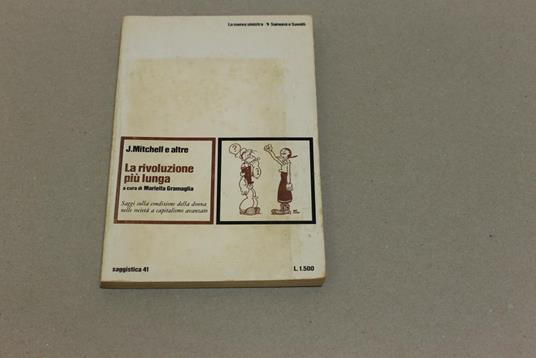 La nuova sinistra Samonà e Savelli
J.Mitchell e altre
La rivoluzione
più lunga
a cura di Mariella Gramaglia
Saggi sulla condizione della donna
nelle società a capitalismo avanzato
?
saggistica 41
L. 1.500